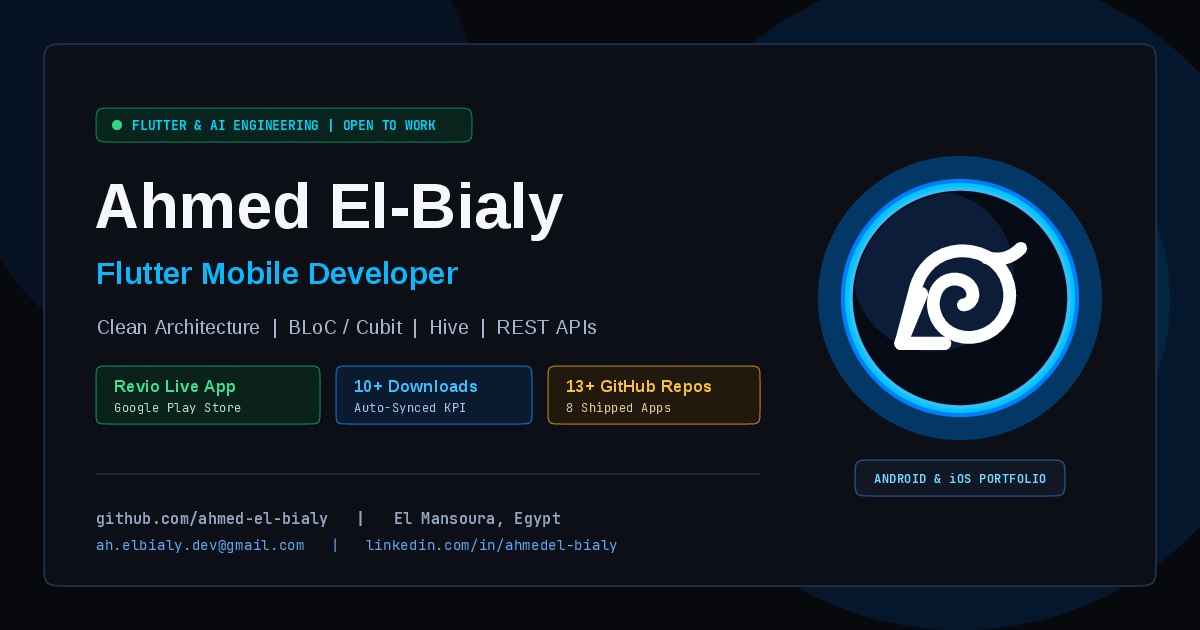 FLUTTER & AI ENGINEERING | OPEN TO WORK
Ahmed El-Bialy
Flutter Mobile Developer
Clean Architecture | BLoC / Cubit | Hive | REST APIs
Revio Live App
Google Play Store
10+ Downloads
Auto-Synced KPI
13+ GitHub Repos
8 Shipped Apps
github.com/ahmed-el-bialy | El Mansoura, Egypt
ah.elbialy.dev@gmail.com | linkedin.com/in/ahmedel-bialy
ANDROID & iOS PORTFOLIO